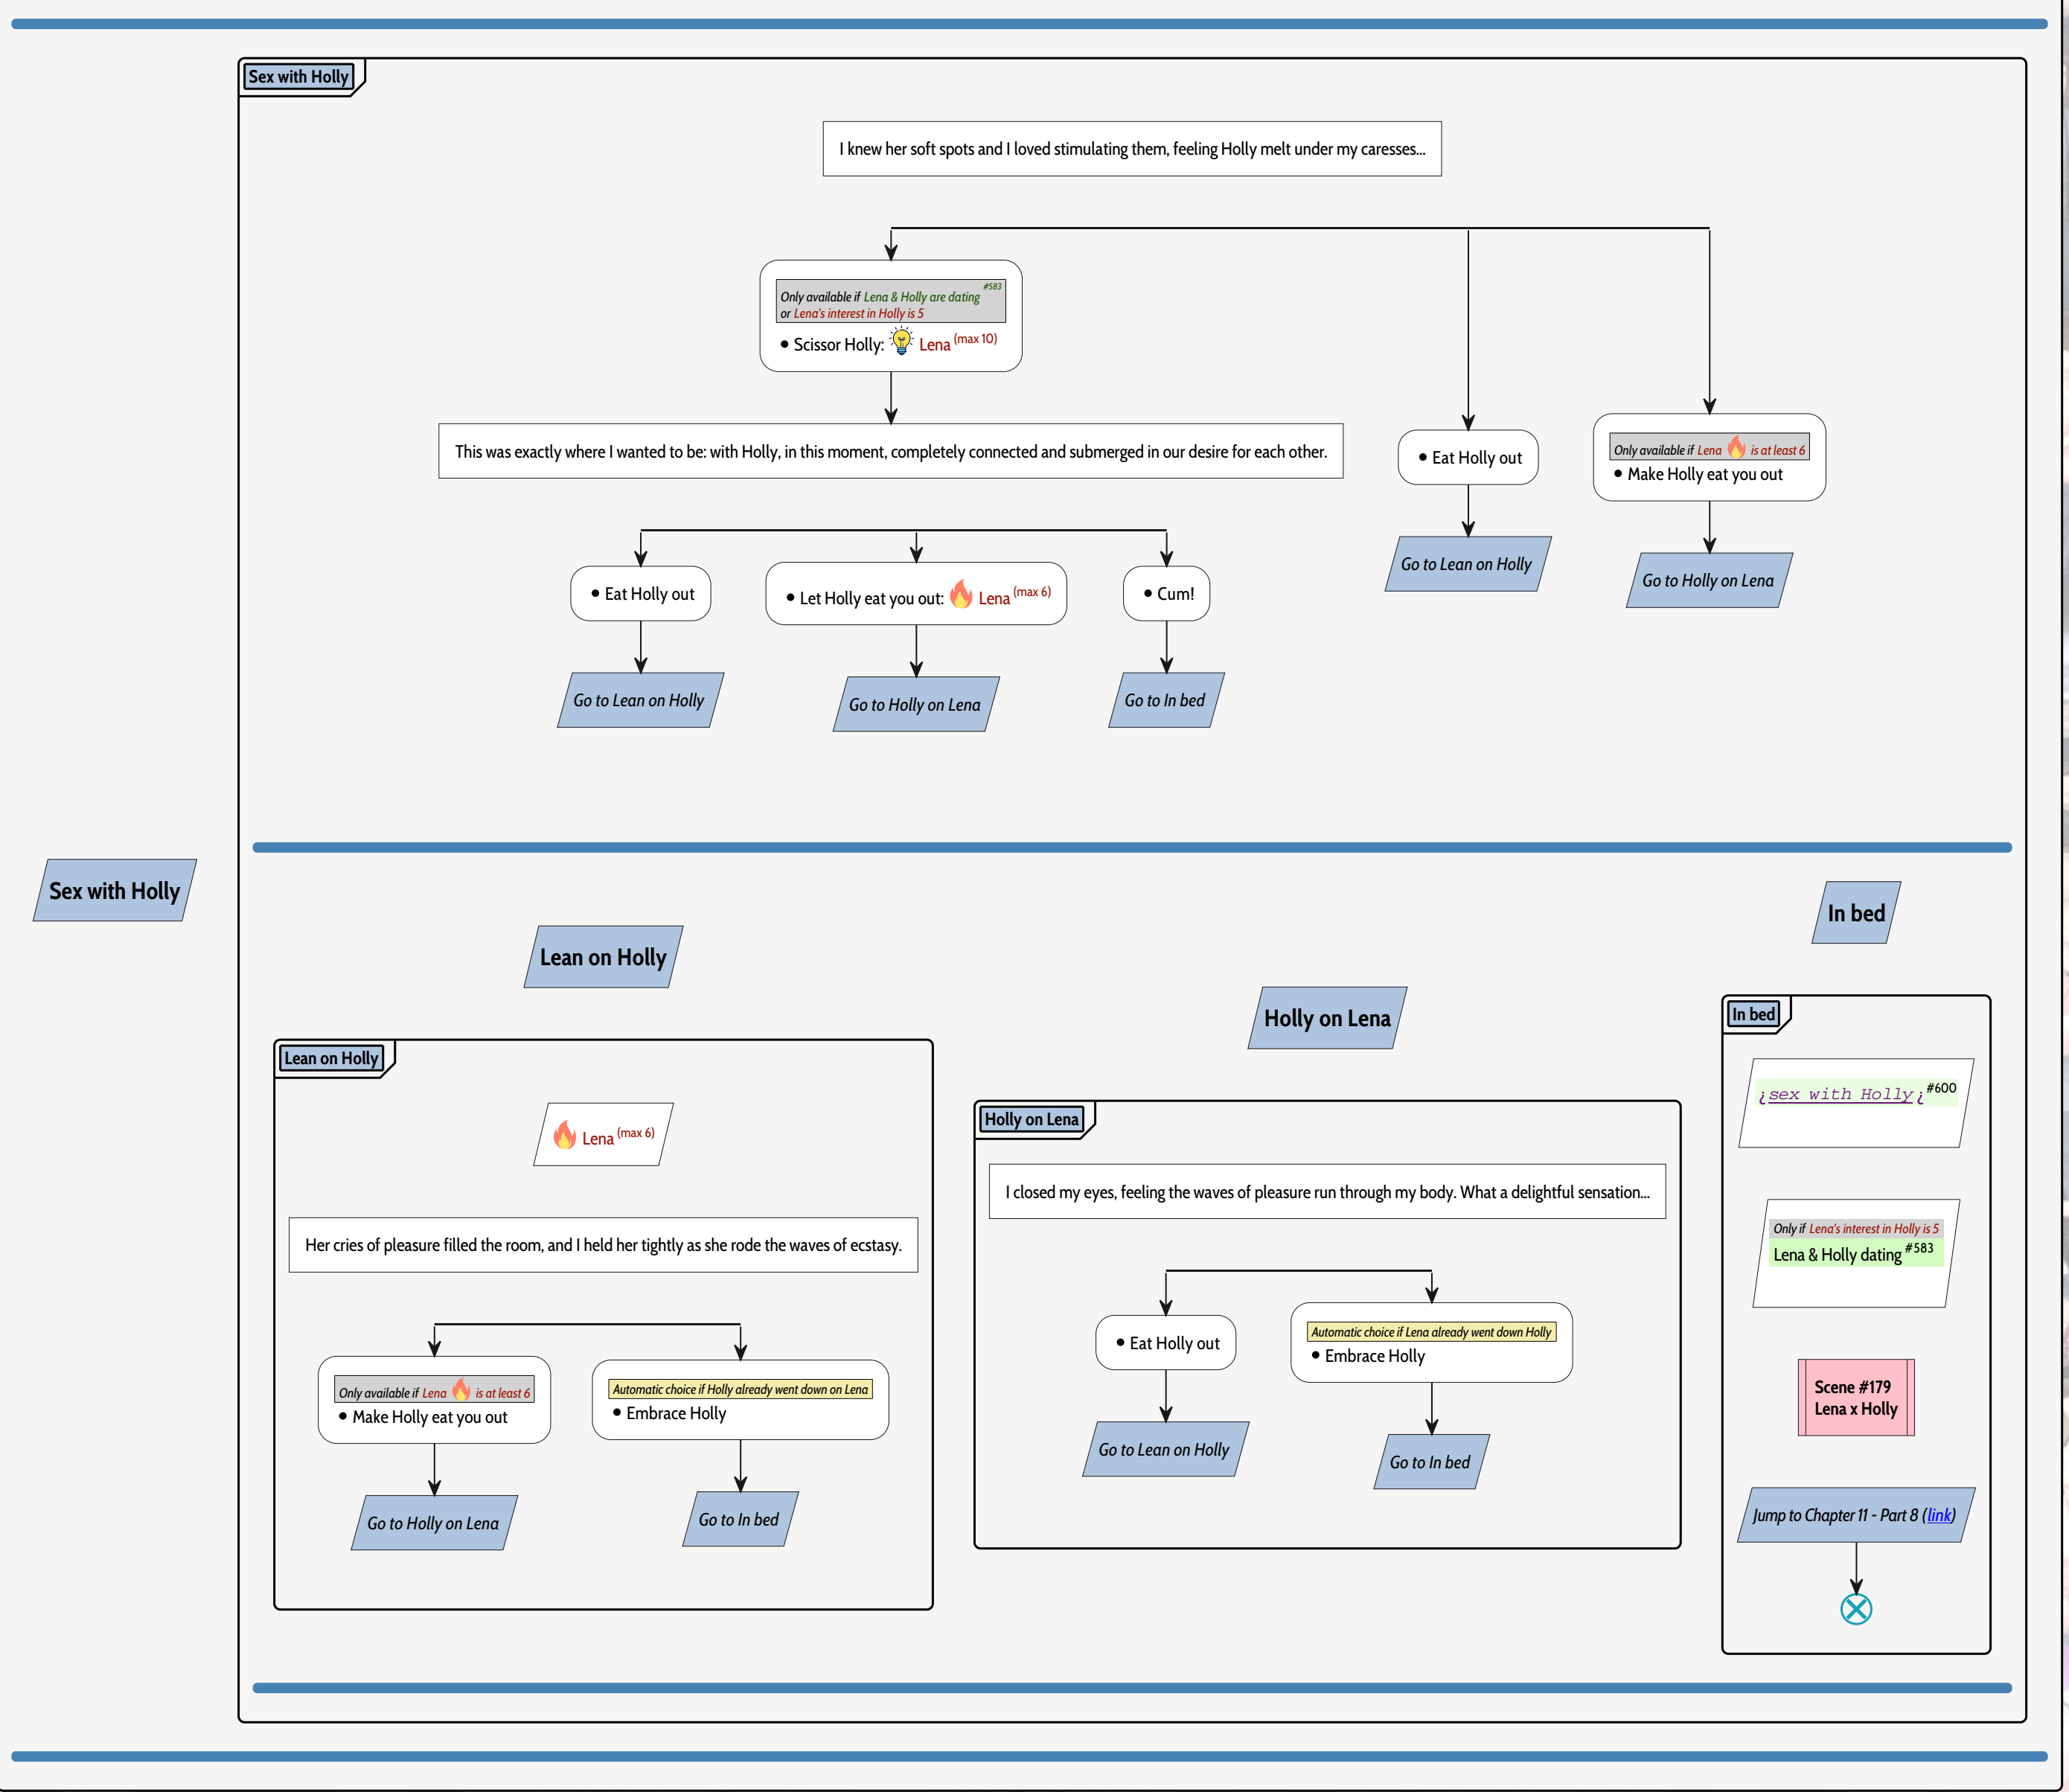 Sex with Holly
I knew her soft spots and I loved stimulating them, feeling Holly melt under my caresses...
Only available if Lena & Holly are dating #583
or Lena's interest in Holly is 5
• Scissor Holly: Lena (max 10)
This was exactly where I wanted to be: with Holly, in this moment, completely connected and submerged in our desire for each other.
• Eat Holly out
Only available if Lena is at least 6
• Make Holly eat you out
Go to Lean on Holly
Go to Holly on Lena
• Eat Holly out
• Let Holly eat you out: Lena (max 6)
• Cum!
Go to Lean on Holly
Go to Holly on Lena
Go to In bed
Sex with Holly
Lean on Holly
Lean on Holly
Lena (max 6)
Her cries of pleasure filled the room, and I held her tightly as she rode the waves of ecstasy.
Only available if Lena is at least 6
• Make Holly eat you out
Automatic choice if Holly already went down on Lena
• Embrace Holly
Go to Holly on Lena
Go to In bed
Holly on Lena
Holly on Lena
I closed my eyes, feeling the waves of pleasure run through my body. What a delightful sensation...
• Eat Holly out
Automatic choice if Lena already went down Holly
• Embrace Holly
Go to Lean on Holly
Go to In bed
In bed
In bed
¿sex with Holly¿ #600
Only if Lena's interest in Holly is 5
Lena & Holly dating #583
Scene #179
Lena x Holly
Jump to Chapter 11 - Part 8 (link)